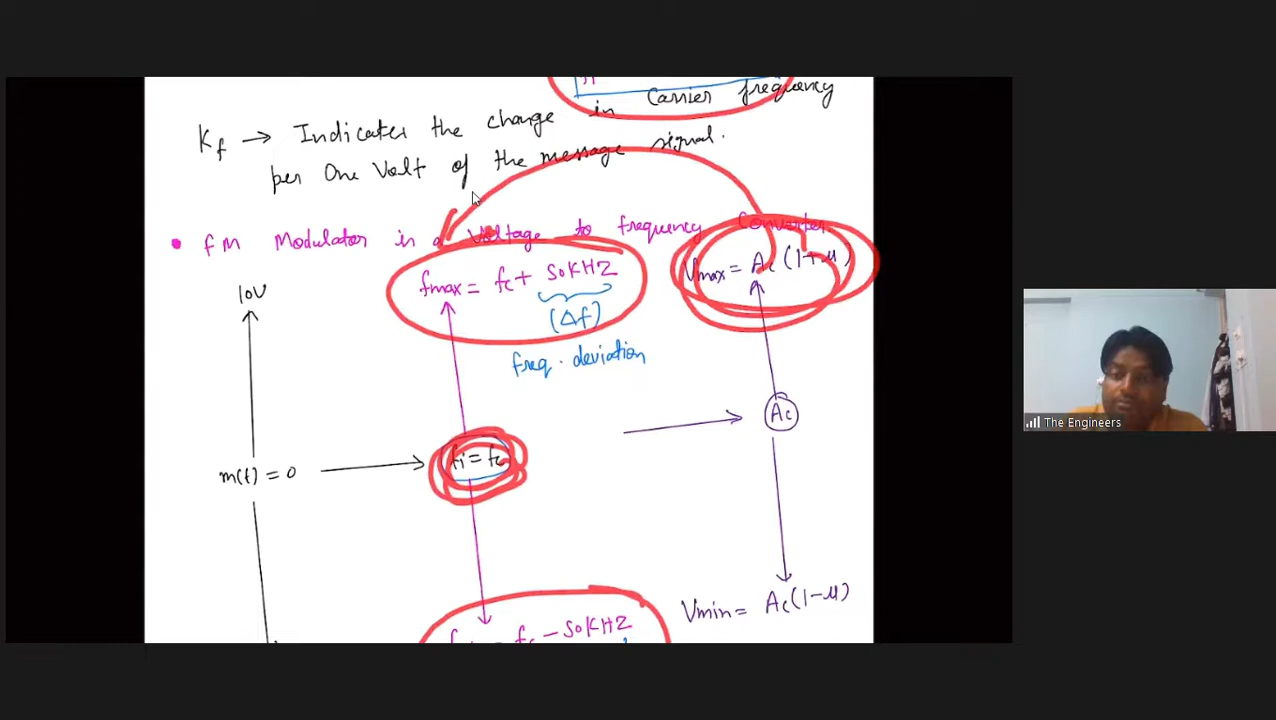 in Carrier frequency
Kf → Indicates the change
per One Volt of the message signal.
• fM Modulator is a Voltage to frequency Converter.
10V
fmax = fc + 50KHZ
Vmax = Ac (1+μ)
(Δf)
freq. deviation
Ac
m(t) = 0
fi = fc
fc - 50KHZ
Vmin = Ac(1-μ)
The Engineers